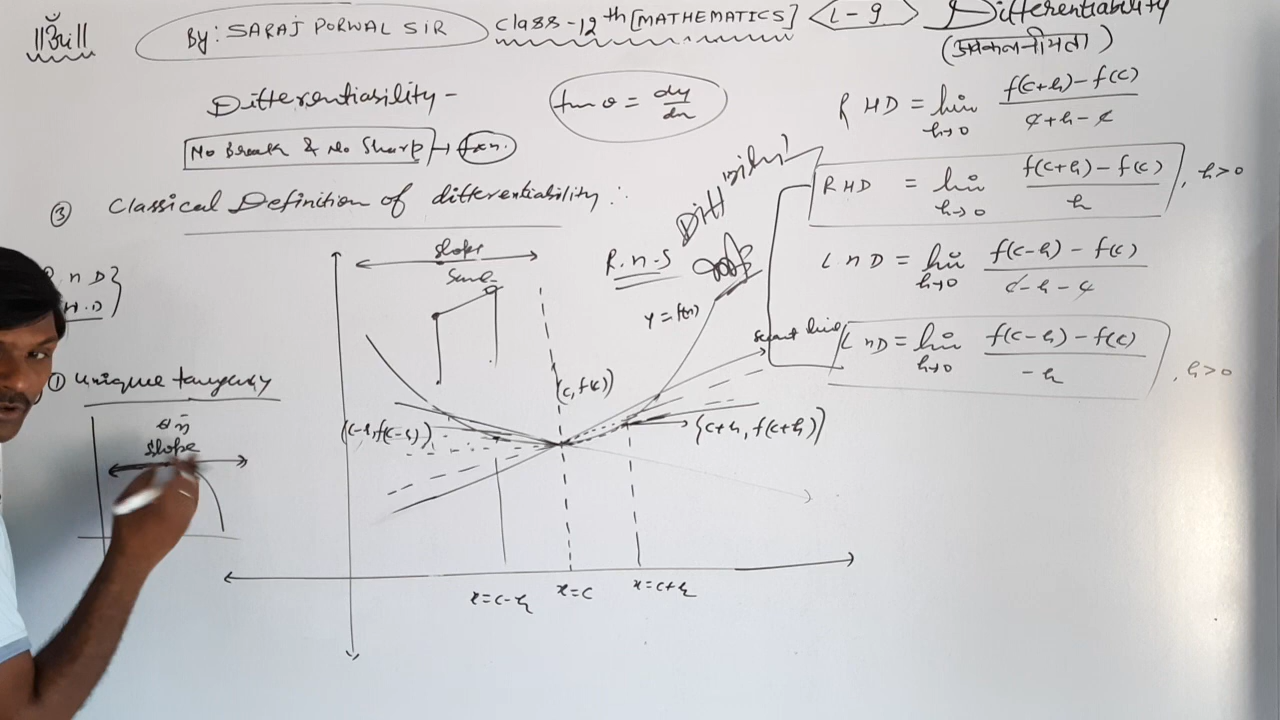 ||ॐ||
By: SARAJ PORWAL SIR
Class-12th [MATHEMATICS]
L-9
Differentiability
(अवकलनीयता)
Differentiability -
tan θ = dy/dx
No Break & No Sharp → fxn.
③ Classical Definition of differentiability :
RHD = lim h→0 f(c+h) - f(c) / c+h-c
RHD = lim h→0 f(c+h) - f(c) / h , h>0
LHD = lim h→0 f(c-h) - f(c) / c-h-c
LHD = lim h→0 f(c-h) - f(c) / -h , h>0
R.H.S
y = f(x)
slope
same
secant line
(c, f(c))
(c-h, f(c-h))
{c+h, f(c+h)}
① unique tangency
slope
x=c-h
x=c
x=c+h